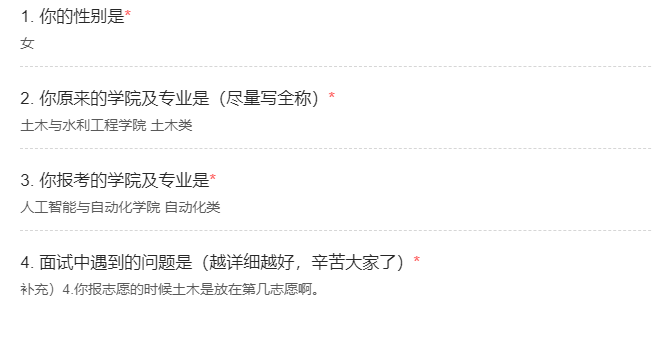 1. 你的性别是*
女
2. 你原来的学院及专业是（尽量写全称）*
土木与水利工程学院 土木类
3. 你报考的学院及专业是*
人工智能与自动化学院 自动化类
4. 面试中遇到的问题是（越详细越好，辛苦大家了）*
补充）4.你报志愿的时候土木是放在第几志愿啊。